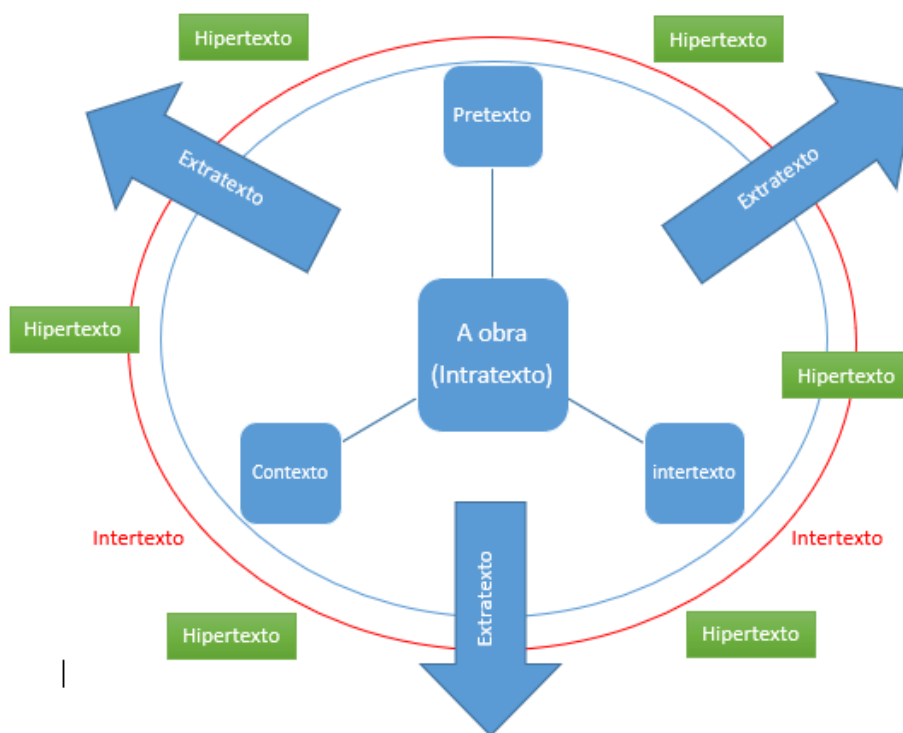 Hipertexto
Hipertexto
Pretexto
Extratexto
Extratexto
Hipertexto
A obra
(Intratexto)
Hipertexto
Contexto
intertexto
Intertexto
Intertexto
Extratexto
Hipertexto
Hipertexto